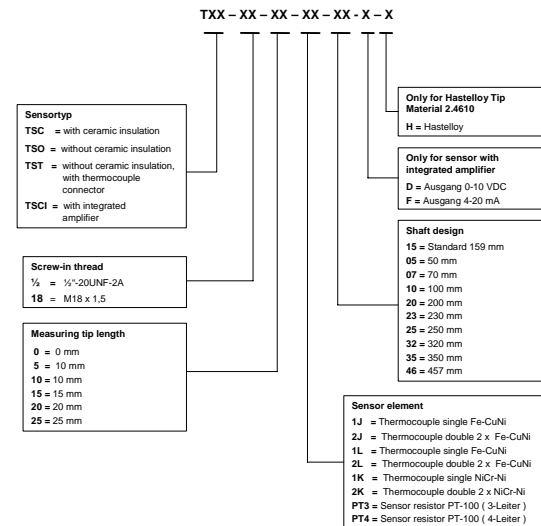 TXX – XX – XX – XX – XX - X – X
Sensortyp
TSC = with ceramic insulation
TSO = without ceramic insulation
TST = without ceramic insulation,
with thermocouple
connector
TSCI = with integrated
amplifier
Screw-in thread
½ = ½"-20UNF-2A
18 = M18 x 1,5
Measuring tip length
0 = 0 mm
5 = 10 mm
10 = 10 mm
15 = 15 mm
20 = 20 mm
25 = 25 mm
Only for Hastelloy Tip
Material 2.4610
H = Hastelloy
Only for sensor with
integrated amplifier
D = Ausgang 0-10 VDC
F = Ausgang 4-20 mA
Shaft design
15 = Standard 159 mm
05 = 50 mm
07 = 70 mm
10 = 100 mm
20 = 200 mm
23 = 230 mm
25 = 250 mm
32 = 320 mm
35 = 350 mm
46 = 457 mm
Sensor element
1J = Thermocouple single Fe-CuNi
2J = Thermocouple double 2 x Fe-CuNi
1L = Thermocouple single Fe-CuNi
2L = Thermocouple double 2 x Fe-CuNi
1K = Thermocouple single NiCr-Ni
2K = Thermocouple double 2 x NiCr-Ni
PT3 = Sensor resistor PT-100 ( 3-Leiter )
PT4 = Sensor resistor PT-100 ( 4-Leiter )